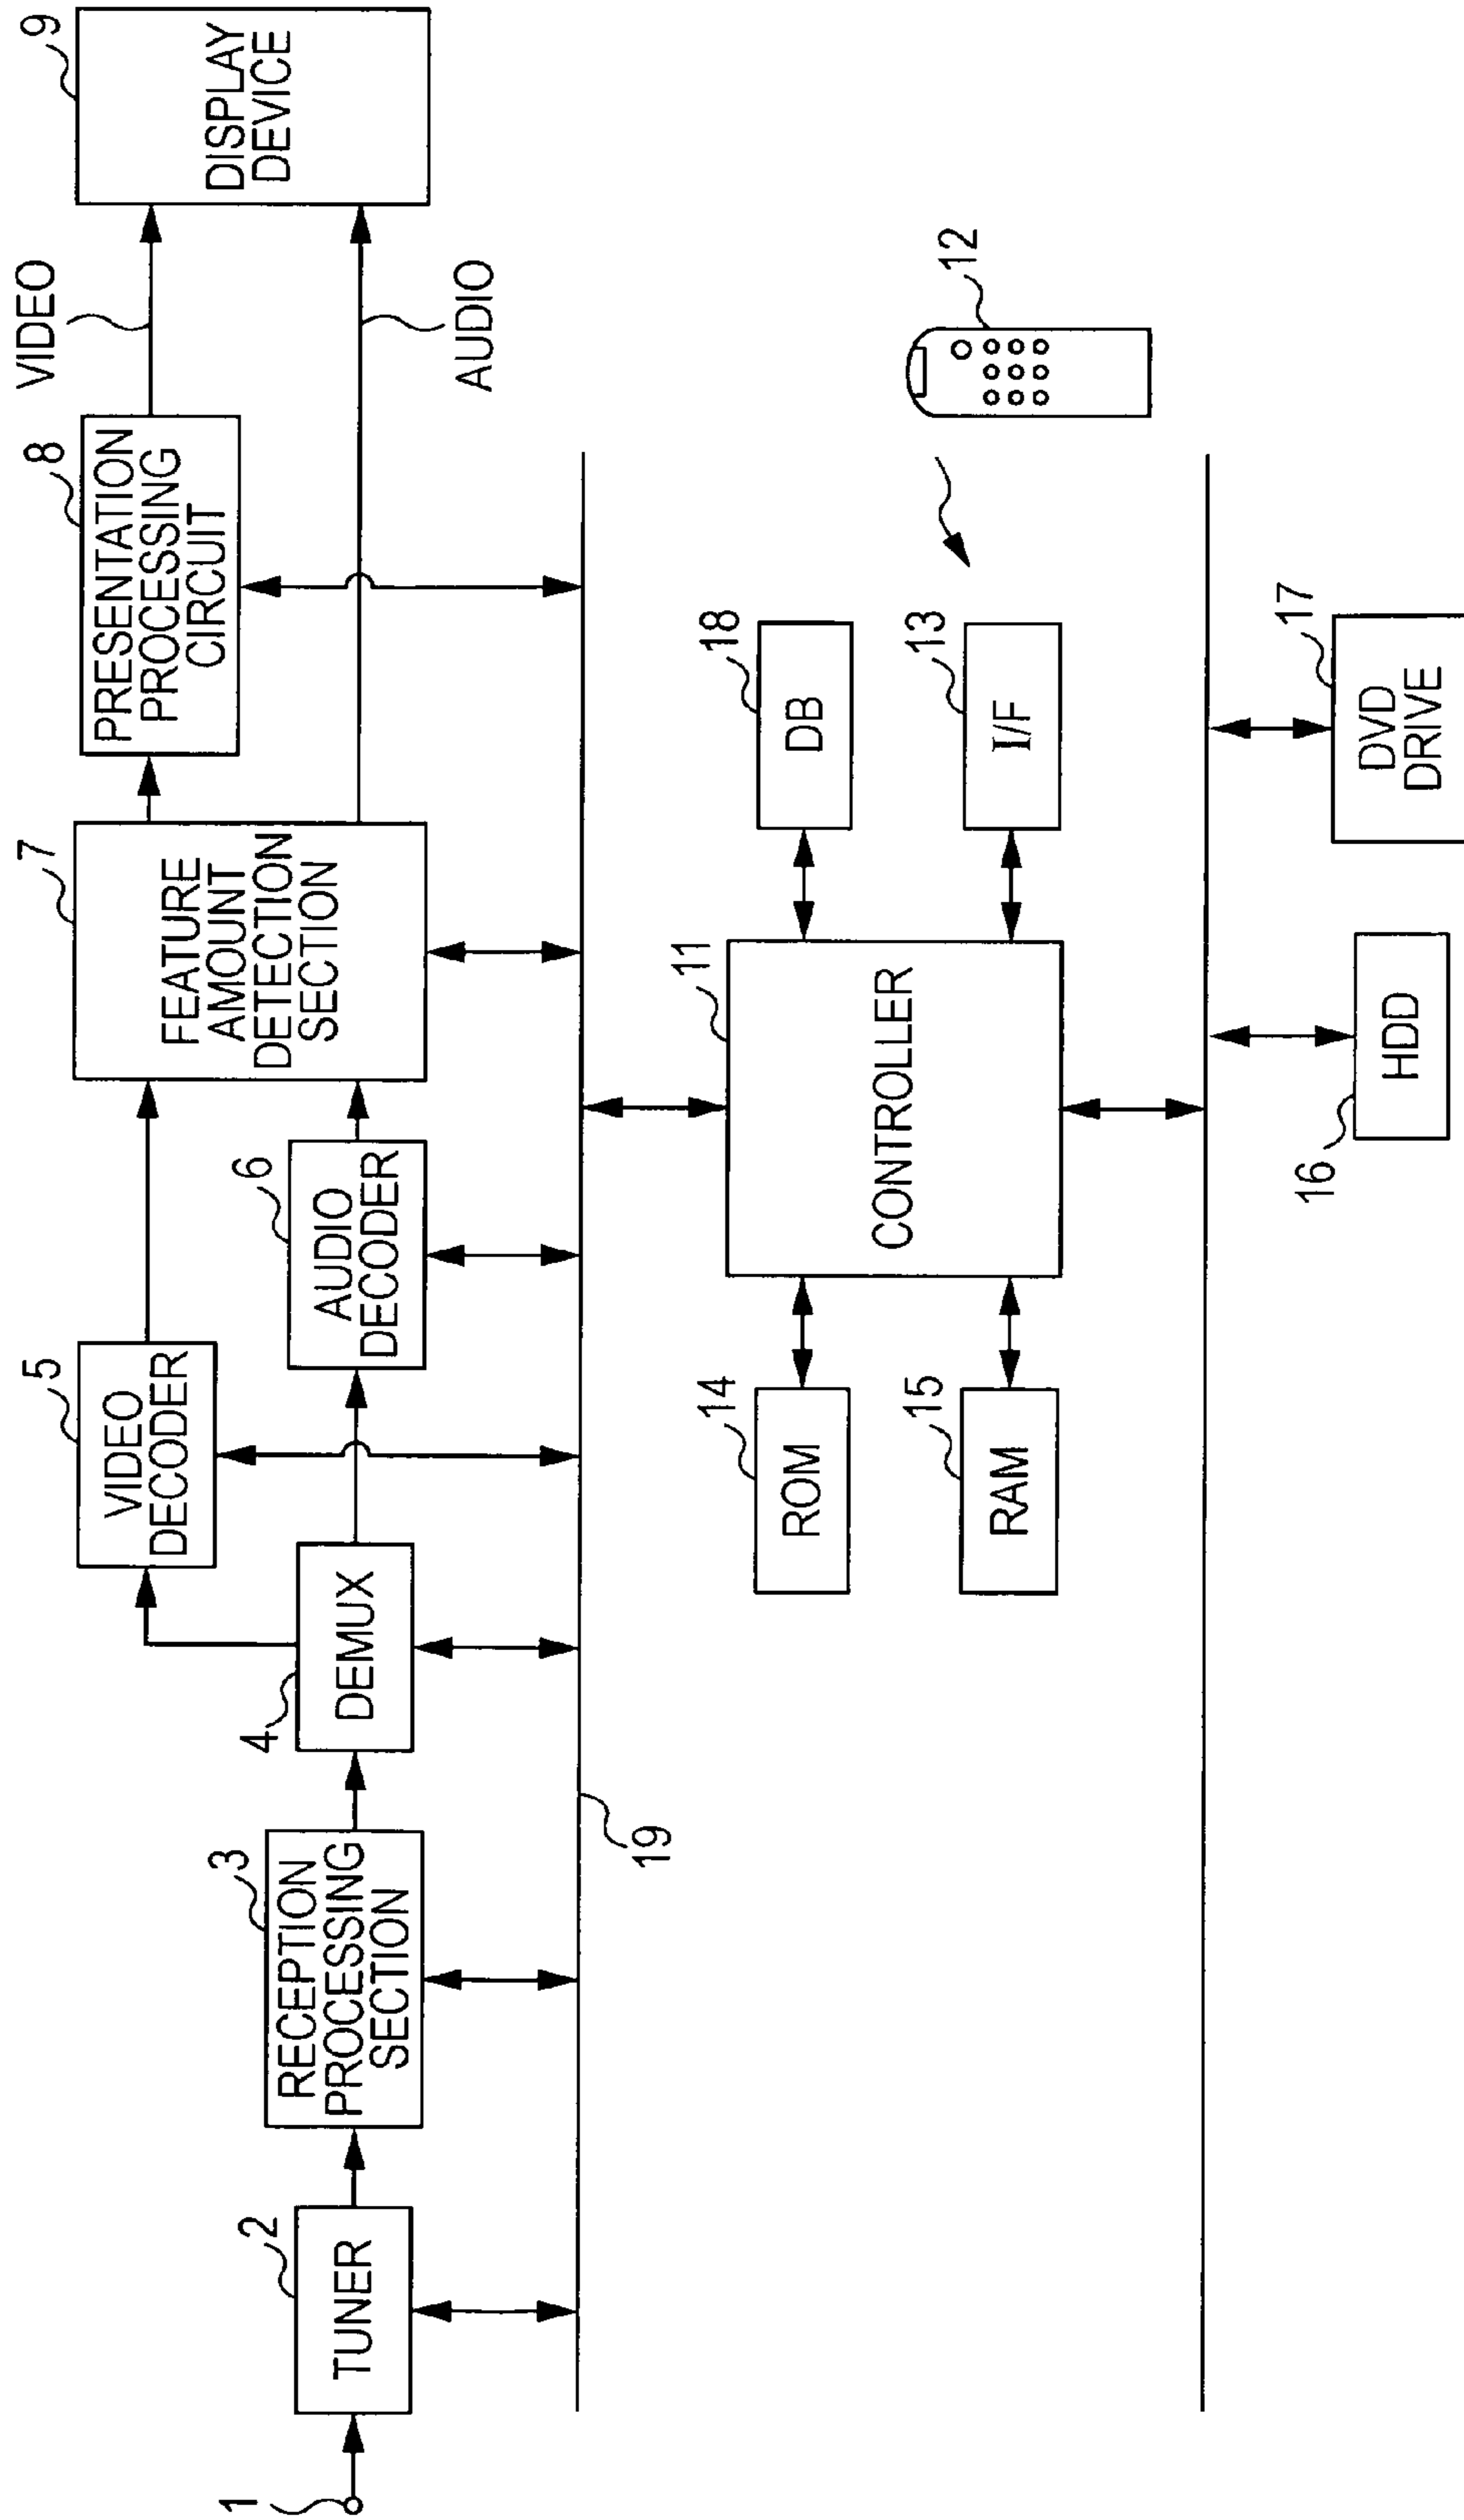 1
2
TUNER
3
RECEPTION
PROCESSING
SECTION
4
DEMUX
5
VIDEO
DECODER
6
AUDIO
DECODER
7
FEATURE
AMOUNT
DETECTION
SECTION
8
PRESENTATION
PROCESSING
CIRCUIT
VIDEO
AUDIO
9
DISPLAY
DEVICE
19
14
ROM
15
RAM
11
CONTROLLER
18
DB
13
I/F
12
16
HDD
17
DVD
DRIVE